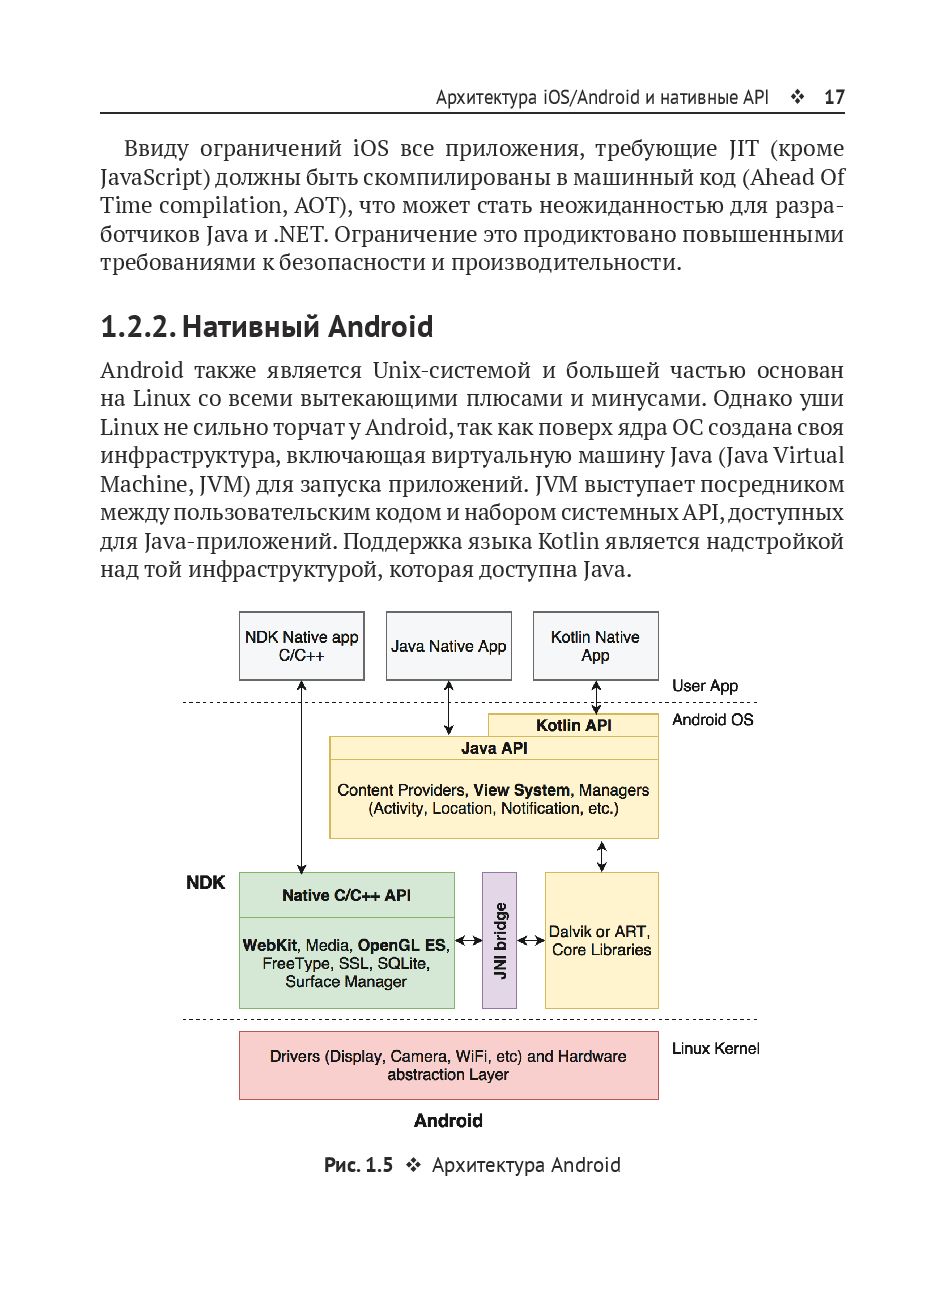 Архитектура iOS/Android и нативные API ❖ 17
Ввиду ограничений iOS все приложения, требующие JIT (кроме
JavaScript) должны быть скомпилированы в машинный код (Ahead Of
Time compilation, AOT), что может стать неожиданностью для разра-
ботчиков Java и .NET. Ограничение это продиктовано повышенными
требованиями к безопасности и производительности.
1.2.2. Нативный Android
Android также является Unix-системой и большей частью основан
на Linux со всеми вытекающими плюсами и минусами. Однако уши
Linux не сильно торчат у Android, так как поверх ядра ОС создана своя
инфраструктура, включающая виртуальную машину Java (Java Virtual
Machine, JVM) для запуска приложений. JVM выступает посредником
между пользовательским кодом и набором системных API, доступных
для Java-приложений. Поддержка языка Kotlin является надстройкой
над той инфраструктурой, которая доступна Java.
NDK Native app
C/C++
Java Native App
Kotlin Native
App
User App
Android OS
Kotlin API
Java API
Content Providers, View System, Managers
(Activity, Location, Notification, etc.)
NDK
Native C/C++ API
WebKit, Media, OpenGL ES,
FreeType, SSL, SQLite,
Surface Manager
JNI bridge
Dalvik or ART,
Core Libraries
Linux Kernel
Drivers (Display, Camera, WiFi, etc) and Hardware
abstraction Layer
Android
Рис. 1.5 ❖ Архитектура Android